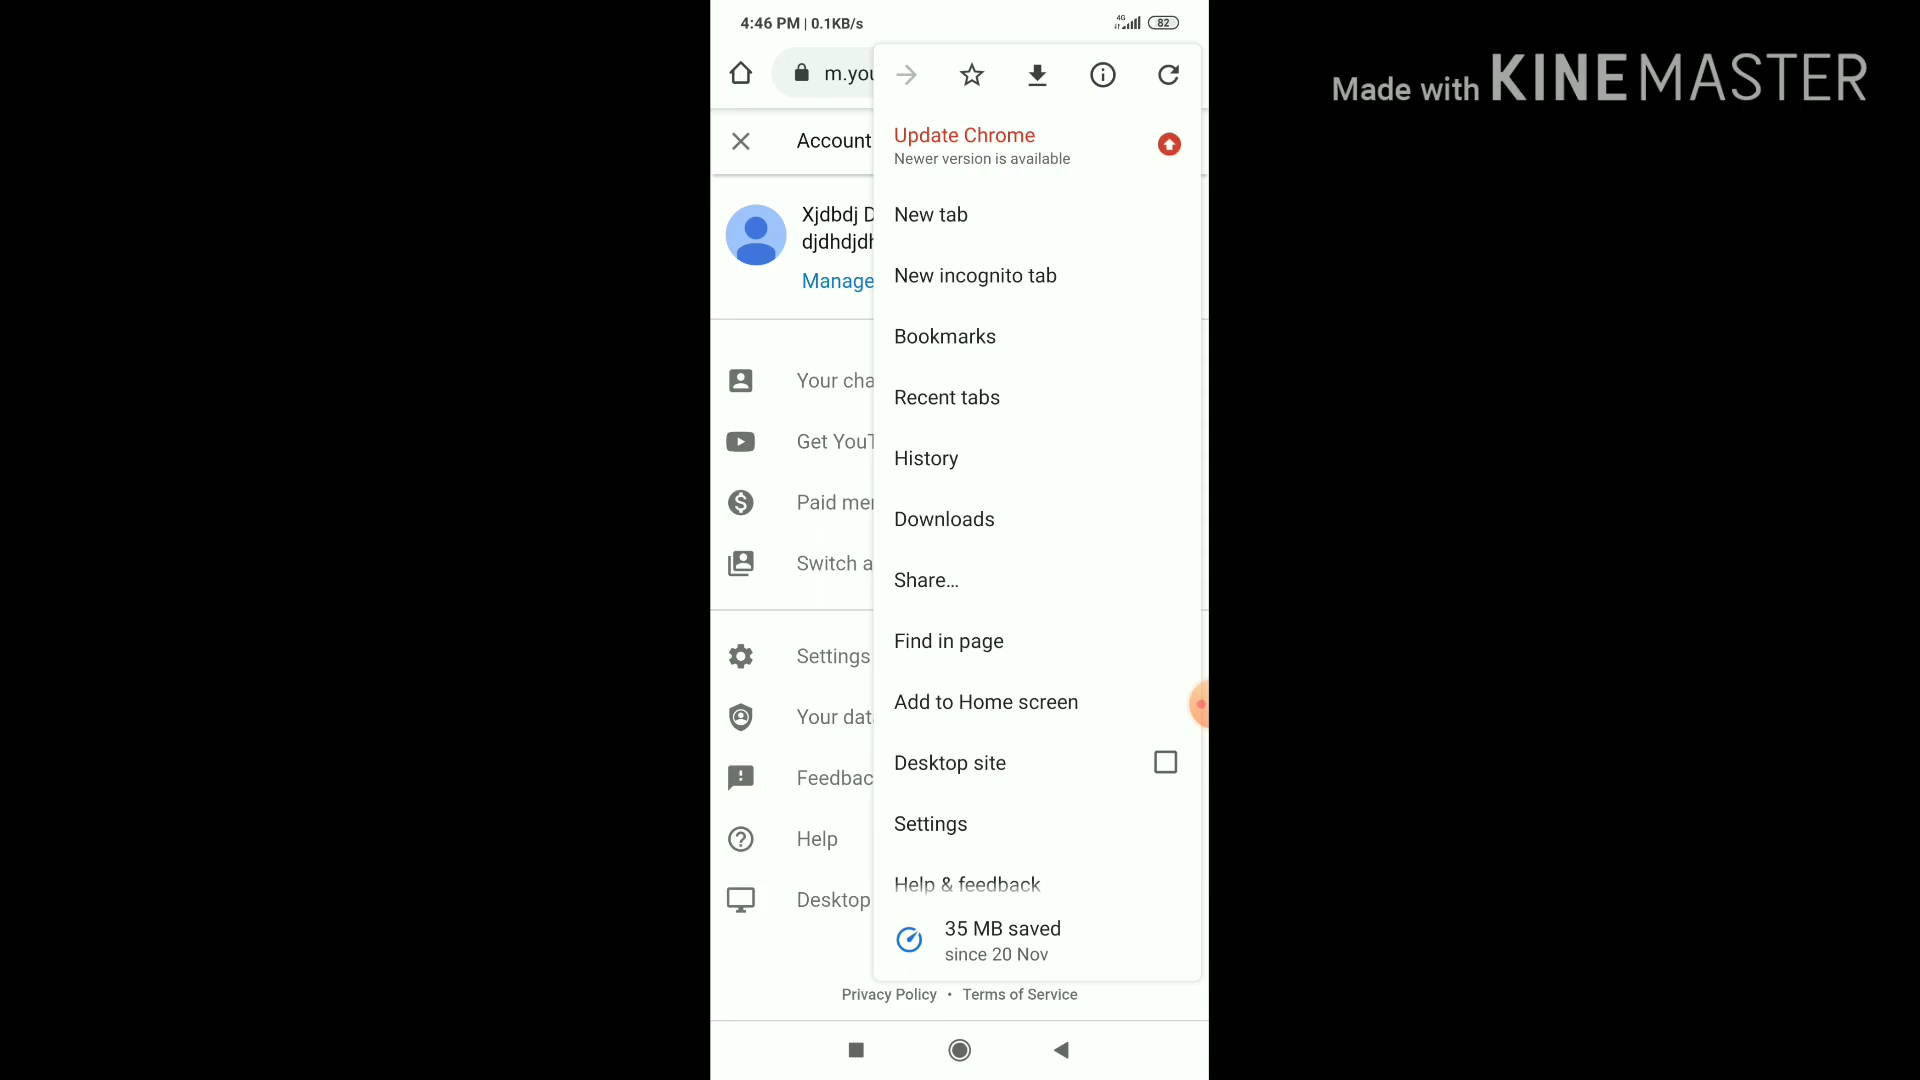 4:46 PM | 0.1KB/s
4G
82
Made with KINEMASTER
m.you
Account
Update Chrome
Newer version is available
Xjdbdj D
djdhdjdh
Manage
New tab
New incognito tab
Bookmarks
Recent tabs
History
Downloads
Share...
Find in page
Add to Home screen
Desktop site
Settings
Help & feedback
35 MB saved
since 20 Nov
Your cha
Get YouT
Paid mem
Switch a
Settings
Your data
Feedbac
Help
Desktop
Privacy Policy • Terms of Service